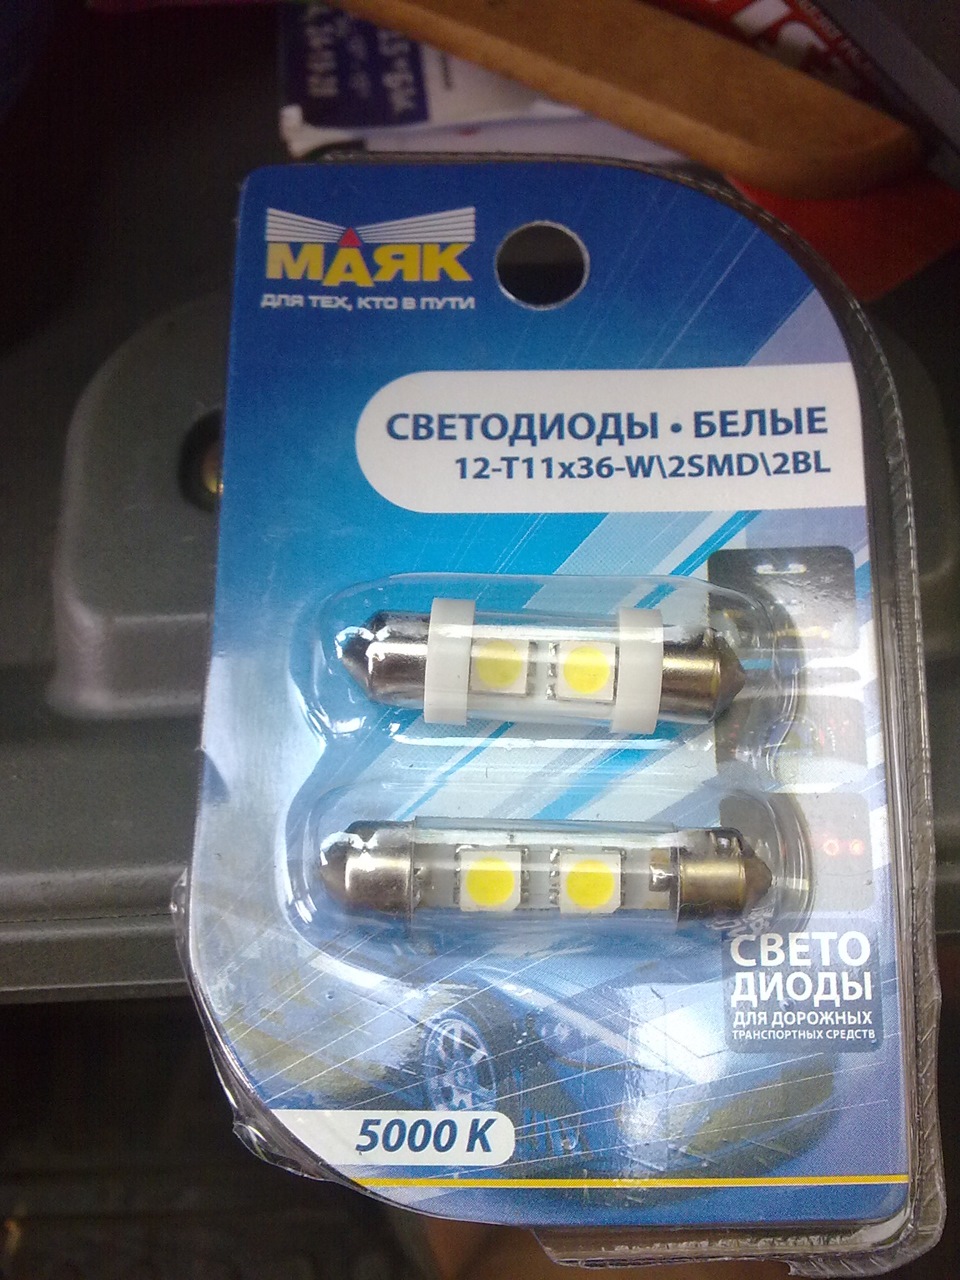 МАЯК
ДЛЯ ТЕХ, КТО В ПУТИ
СВЕТОДИОДЫ • БЕЛЫЕ
12-T11x36-W\2SMD\2BL
СВЕТО
ДИОДЫ
ДЛЯ ДОРОЖНЫХ
ТРАНСПОРТНЫХ СРЕДСТВ
5000 K